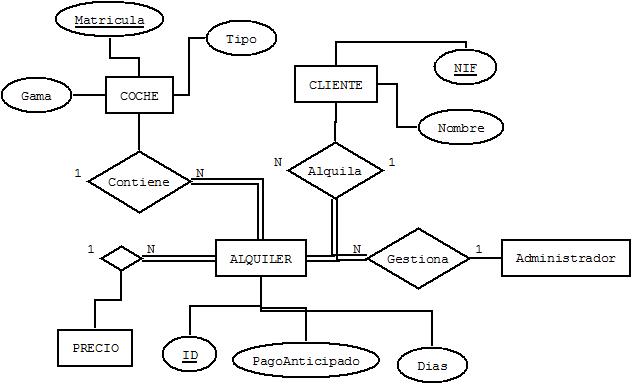 Matricula
Tipo
Gama
COCHE
CLIENTE
NIF
Nombre
1
Contiene
N
N
Alquila
1
1
N
ALQUILER
N
Gestiona
1
Administrador
PRECIO
ID
PagoAnticipado
Dias